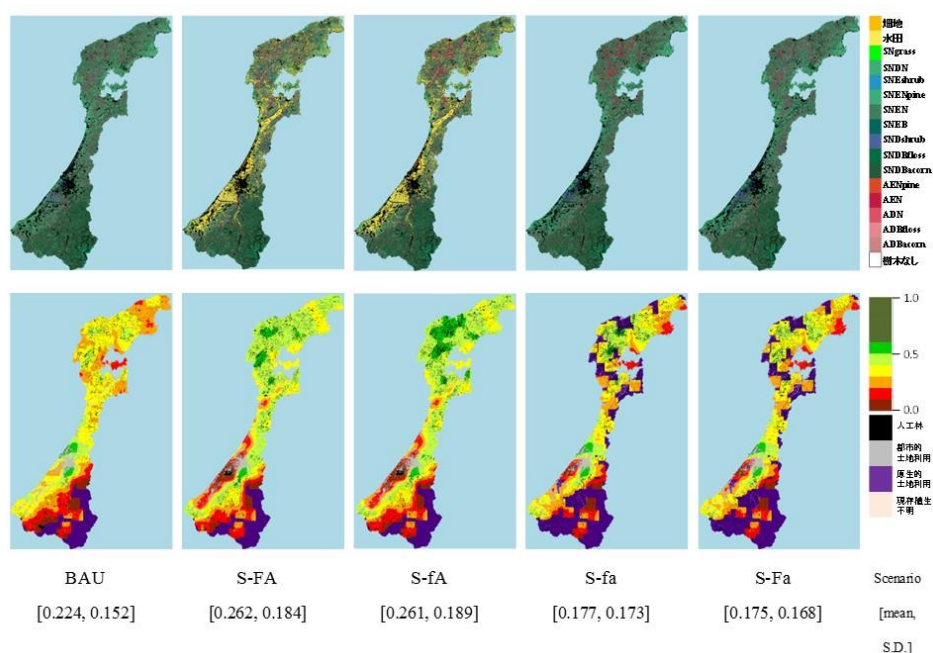 畑地
水田
SNgrass
SNDN
SNEshrub
SNENpine
SNEN
SNEB
SNDshrub
SNDBfloss
SNDBacorn
AENpine
AEN
ADN
ADBfloss
ADBacorn
樹木なし
1.0
0.5
0.0
人工林
都市的
土地利用
原生的
土地利用
現存植生
不明
BAU S-FA S-fA S-fa S-Fa Scenario
[0.224, 0.152] [0.262, 0.184] [0.261, 0.189] [0.177, 0.173] [0.175, 0.168] [mean,
S.D.]